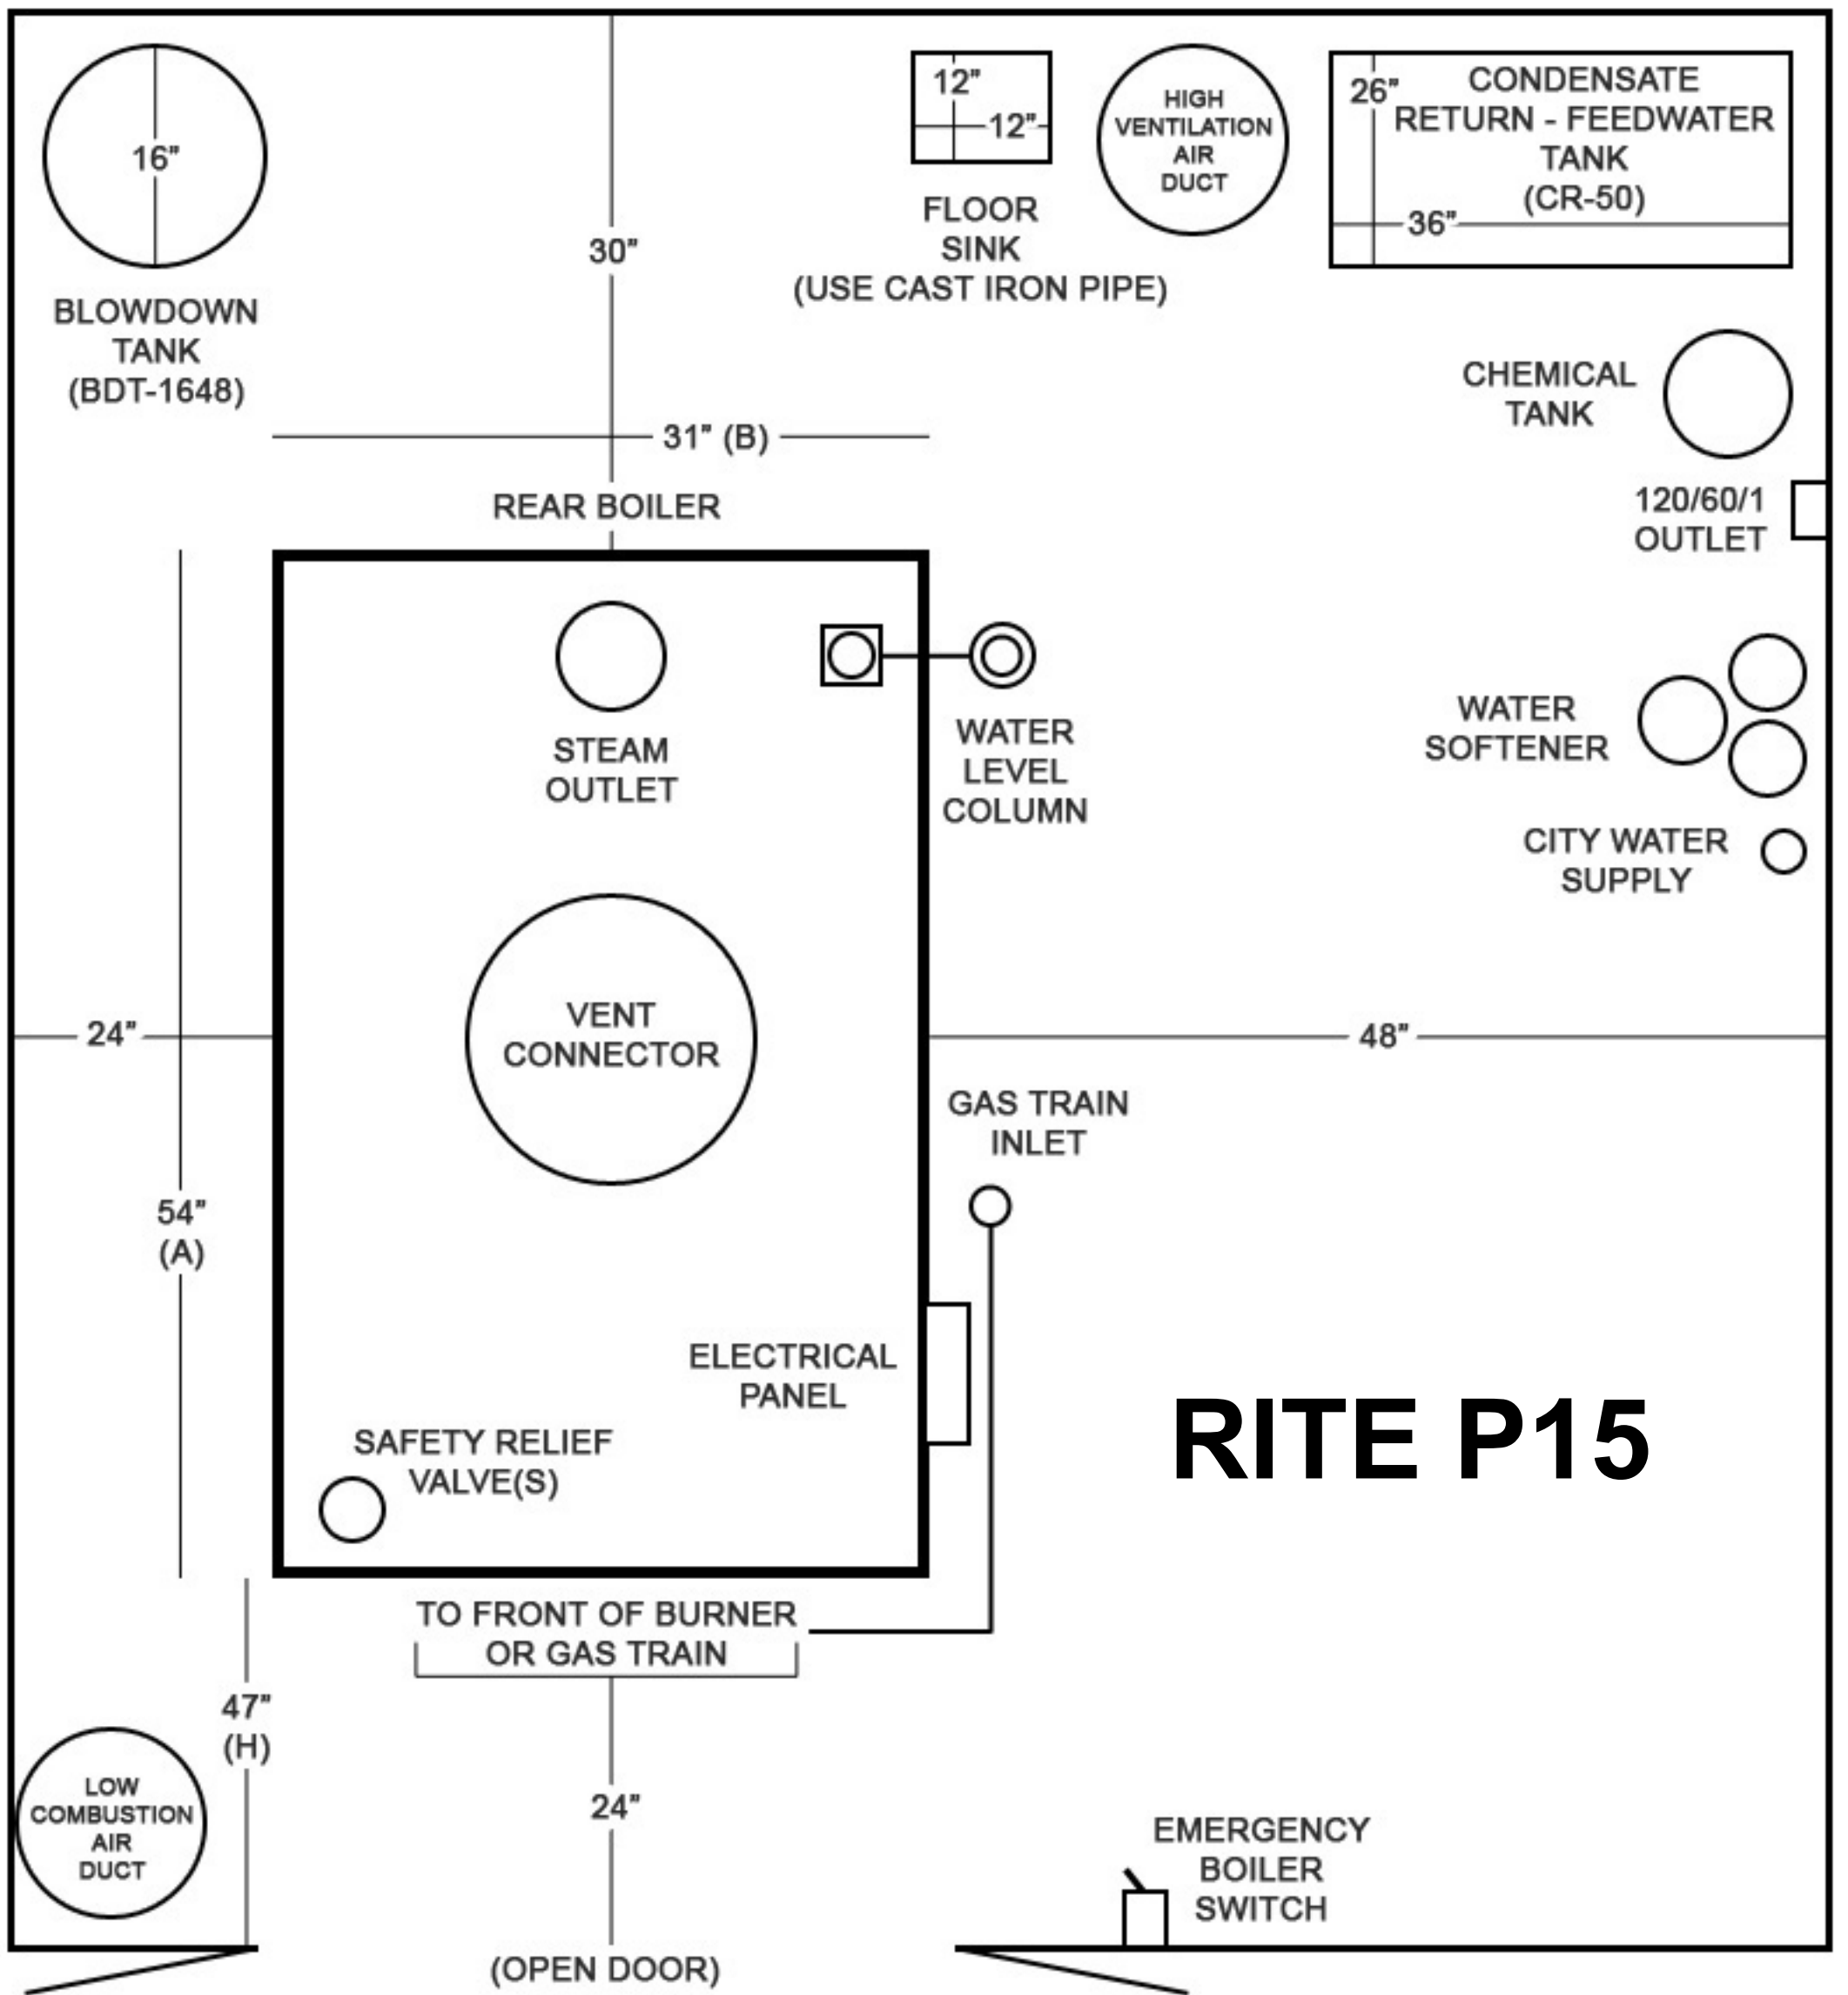 16”
BLOWDOWN
TANK
(BDT-1648)
30”
12”
12”
FLOOR
SINK
(USE CAST IRON PIPE)
HIGH
VENTILATION
AIR
DUCT
26”
CONDENSATE
RETURN - FEEDWATER
TANK
(CR-50)
36”
CHEMICAL
TANK
120/60/1
OUTLET
31” (B)
REAR BOILER
STEAM
OUTLET
WATER
LEVEL
COLUMN
WATER
SOFTENER
CITY WATER
SUPPLY
24”
VENT
CONNECTOR
48”
GAS TRAIN
INLET
54”
(A)
ELECTRICAL
PANEL
SAFETY RELIEF
VALVE(S)
RITE P15
TO FRONT OF BURNER
OR GAS TRAIN
47”
(H)
LOW
COMBUSTION
AIR
DUCT
24”
EMERGENCY
BOILER
SWITCH
(OPEN DOOR)